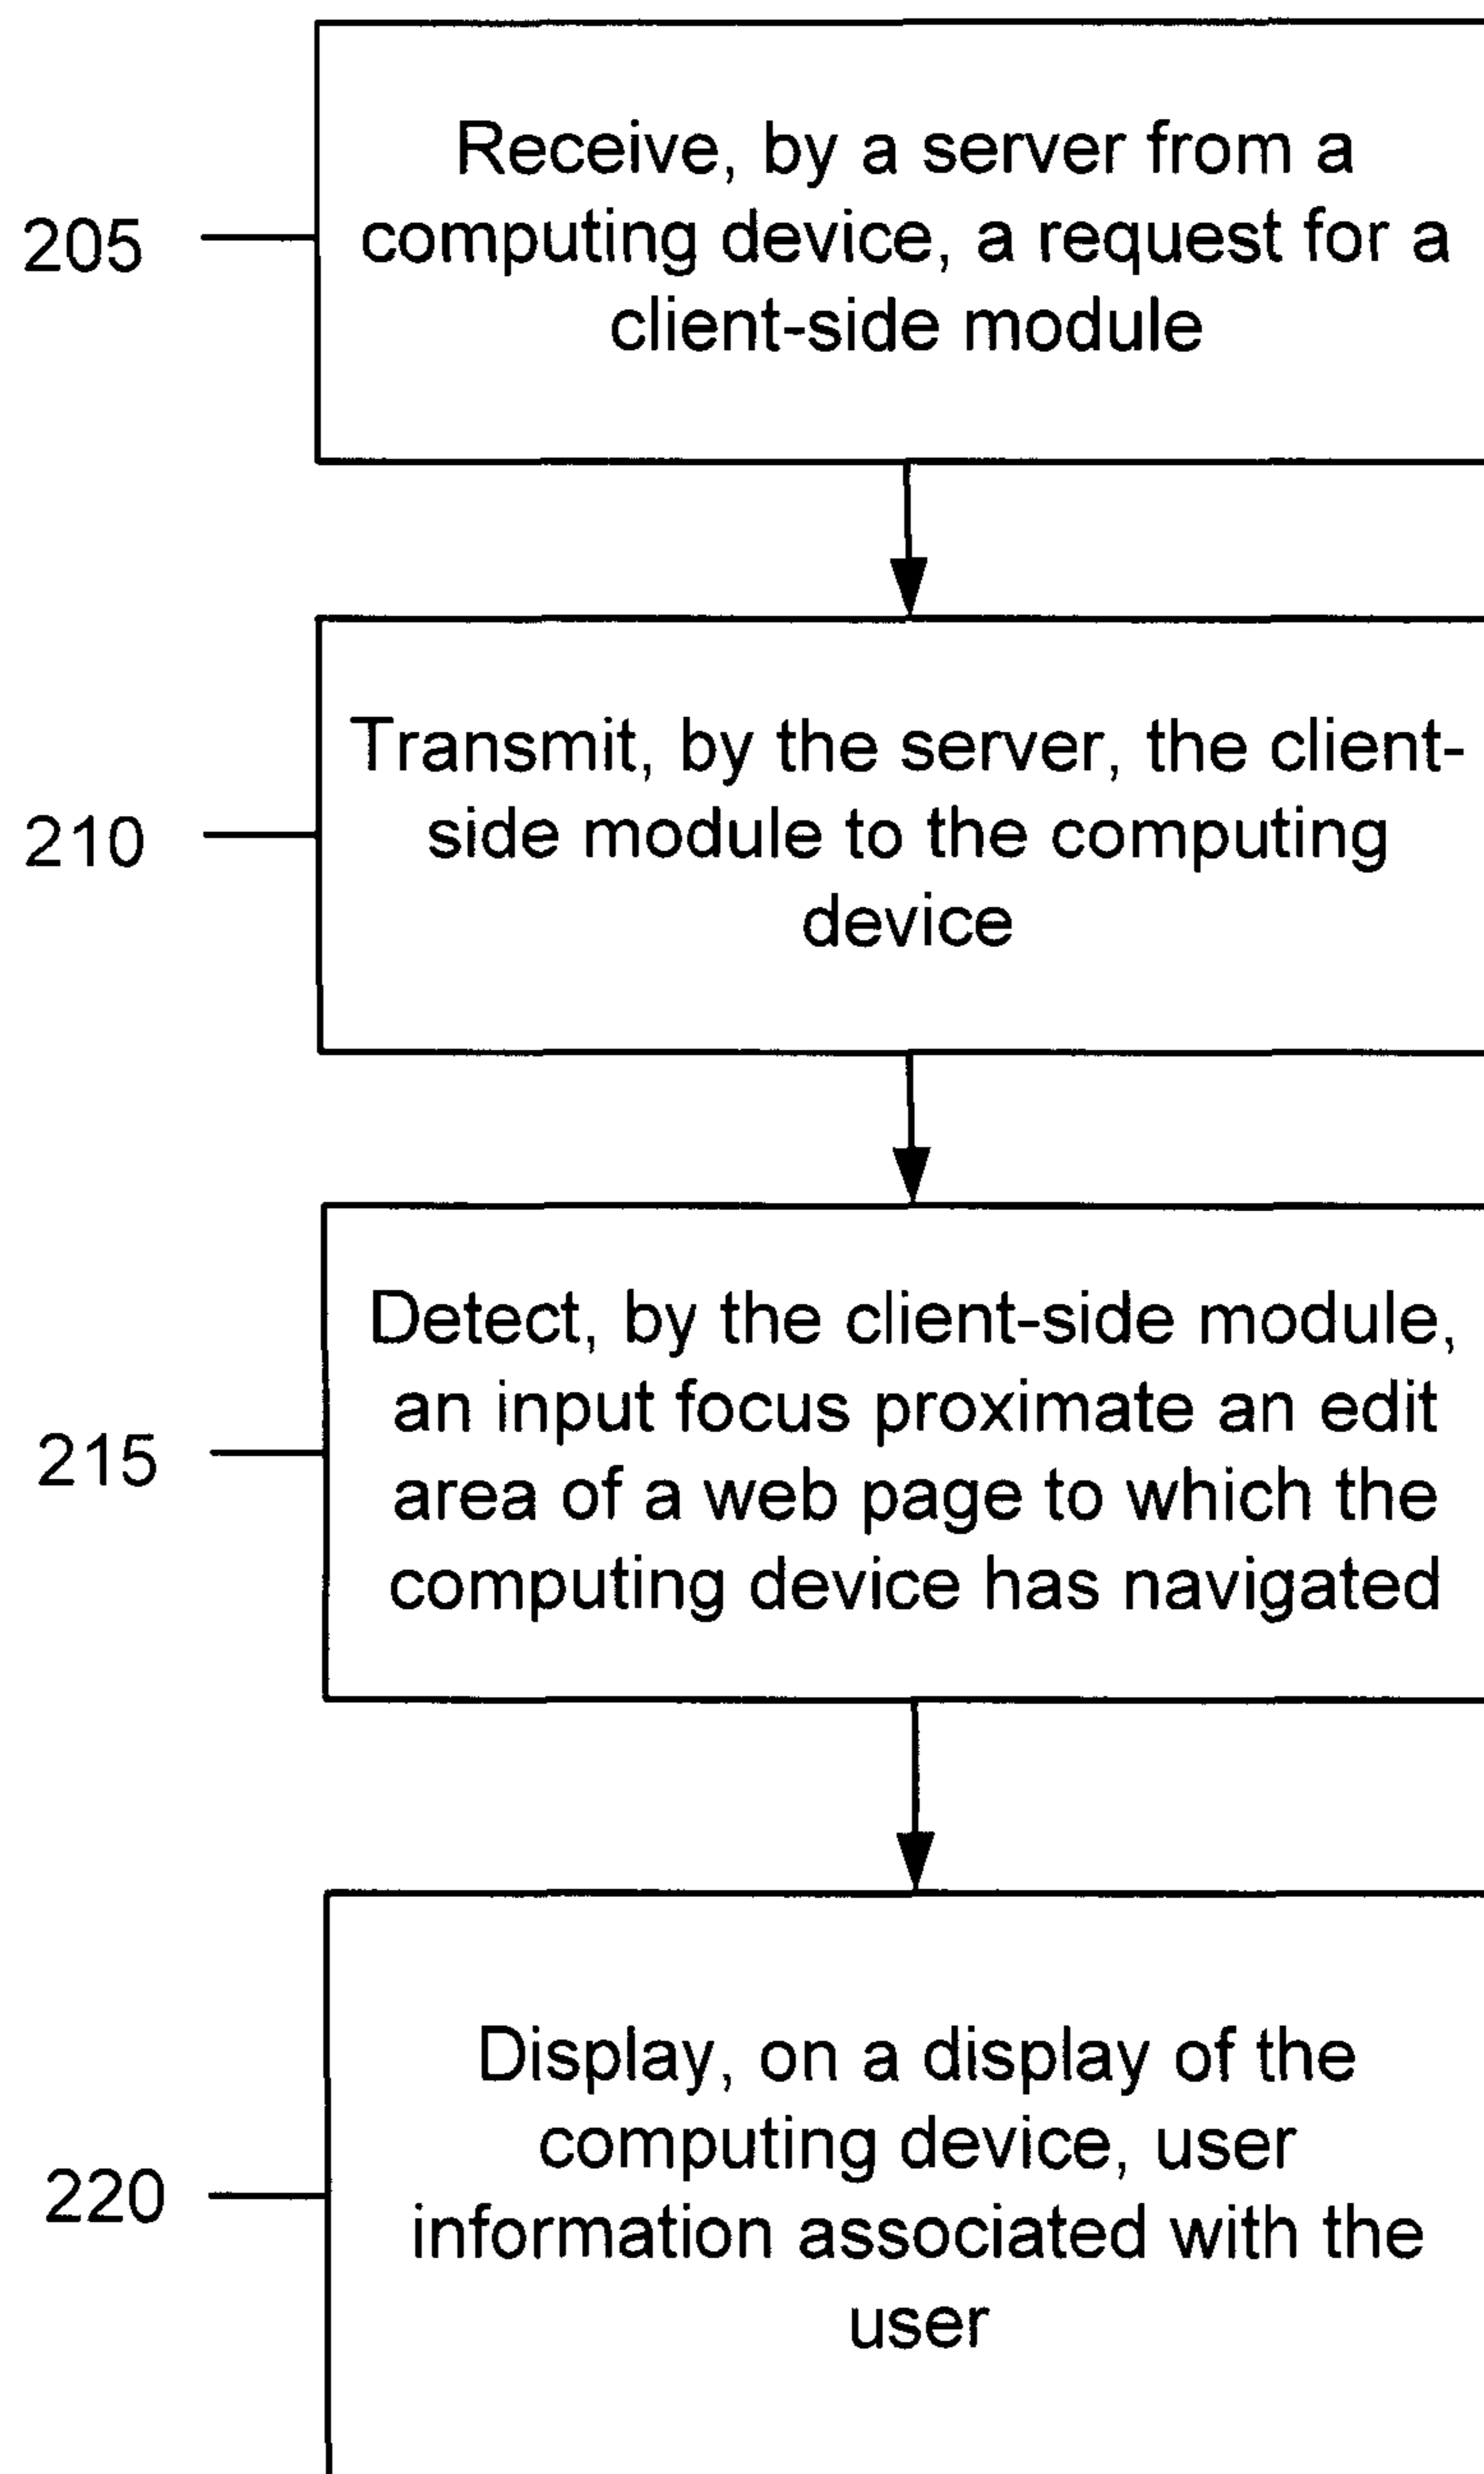 Receive, by a server from a
205
computing device, a request for a
client-side module
Transmit, by the server, the client-
210
side module to the computing
device
Detect, by the client-side module,
an input focus proximate an edit
215
area of a web page to which the
computing device has navigated
Display, on a display of the
computing device, user
220
information associated with the
user